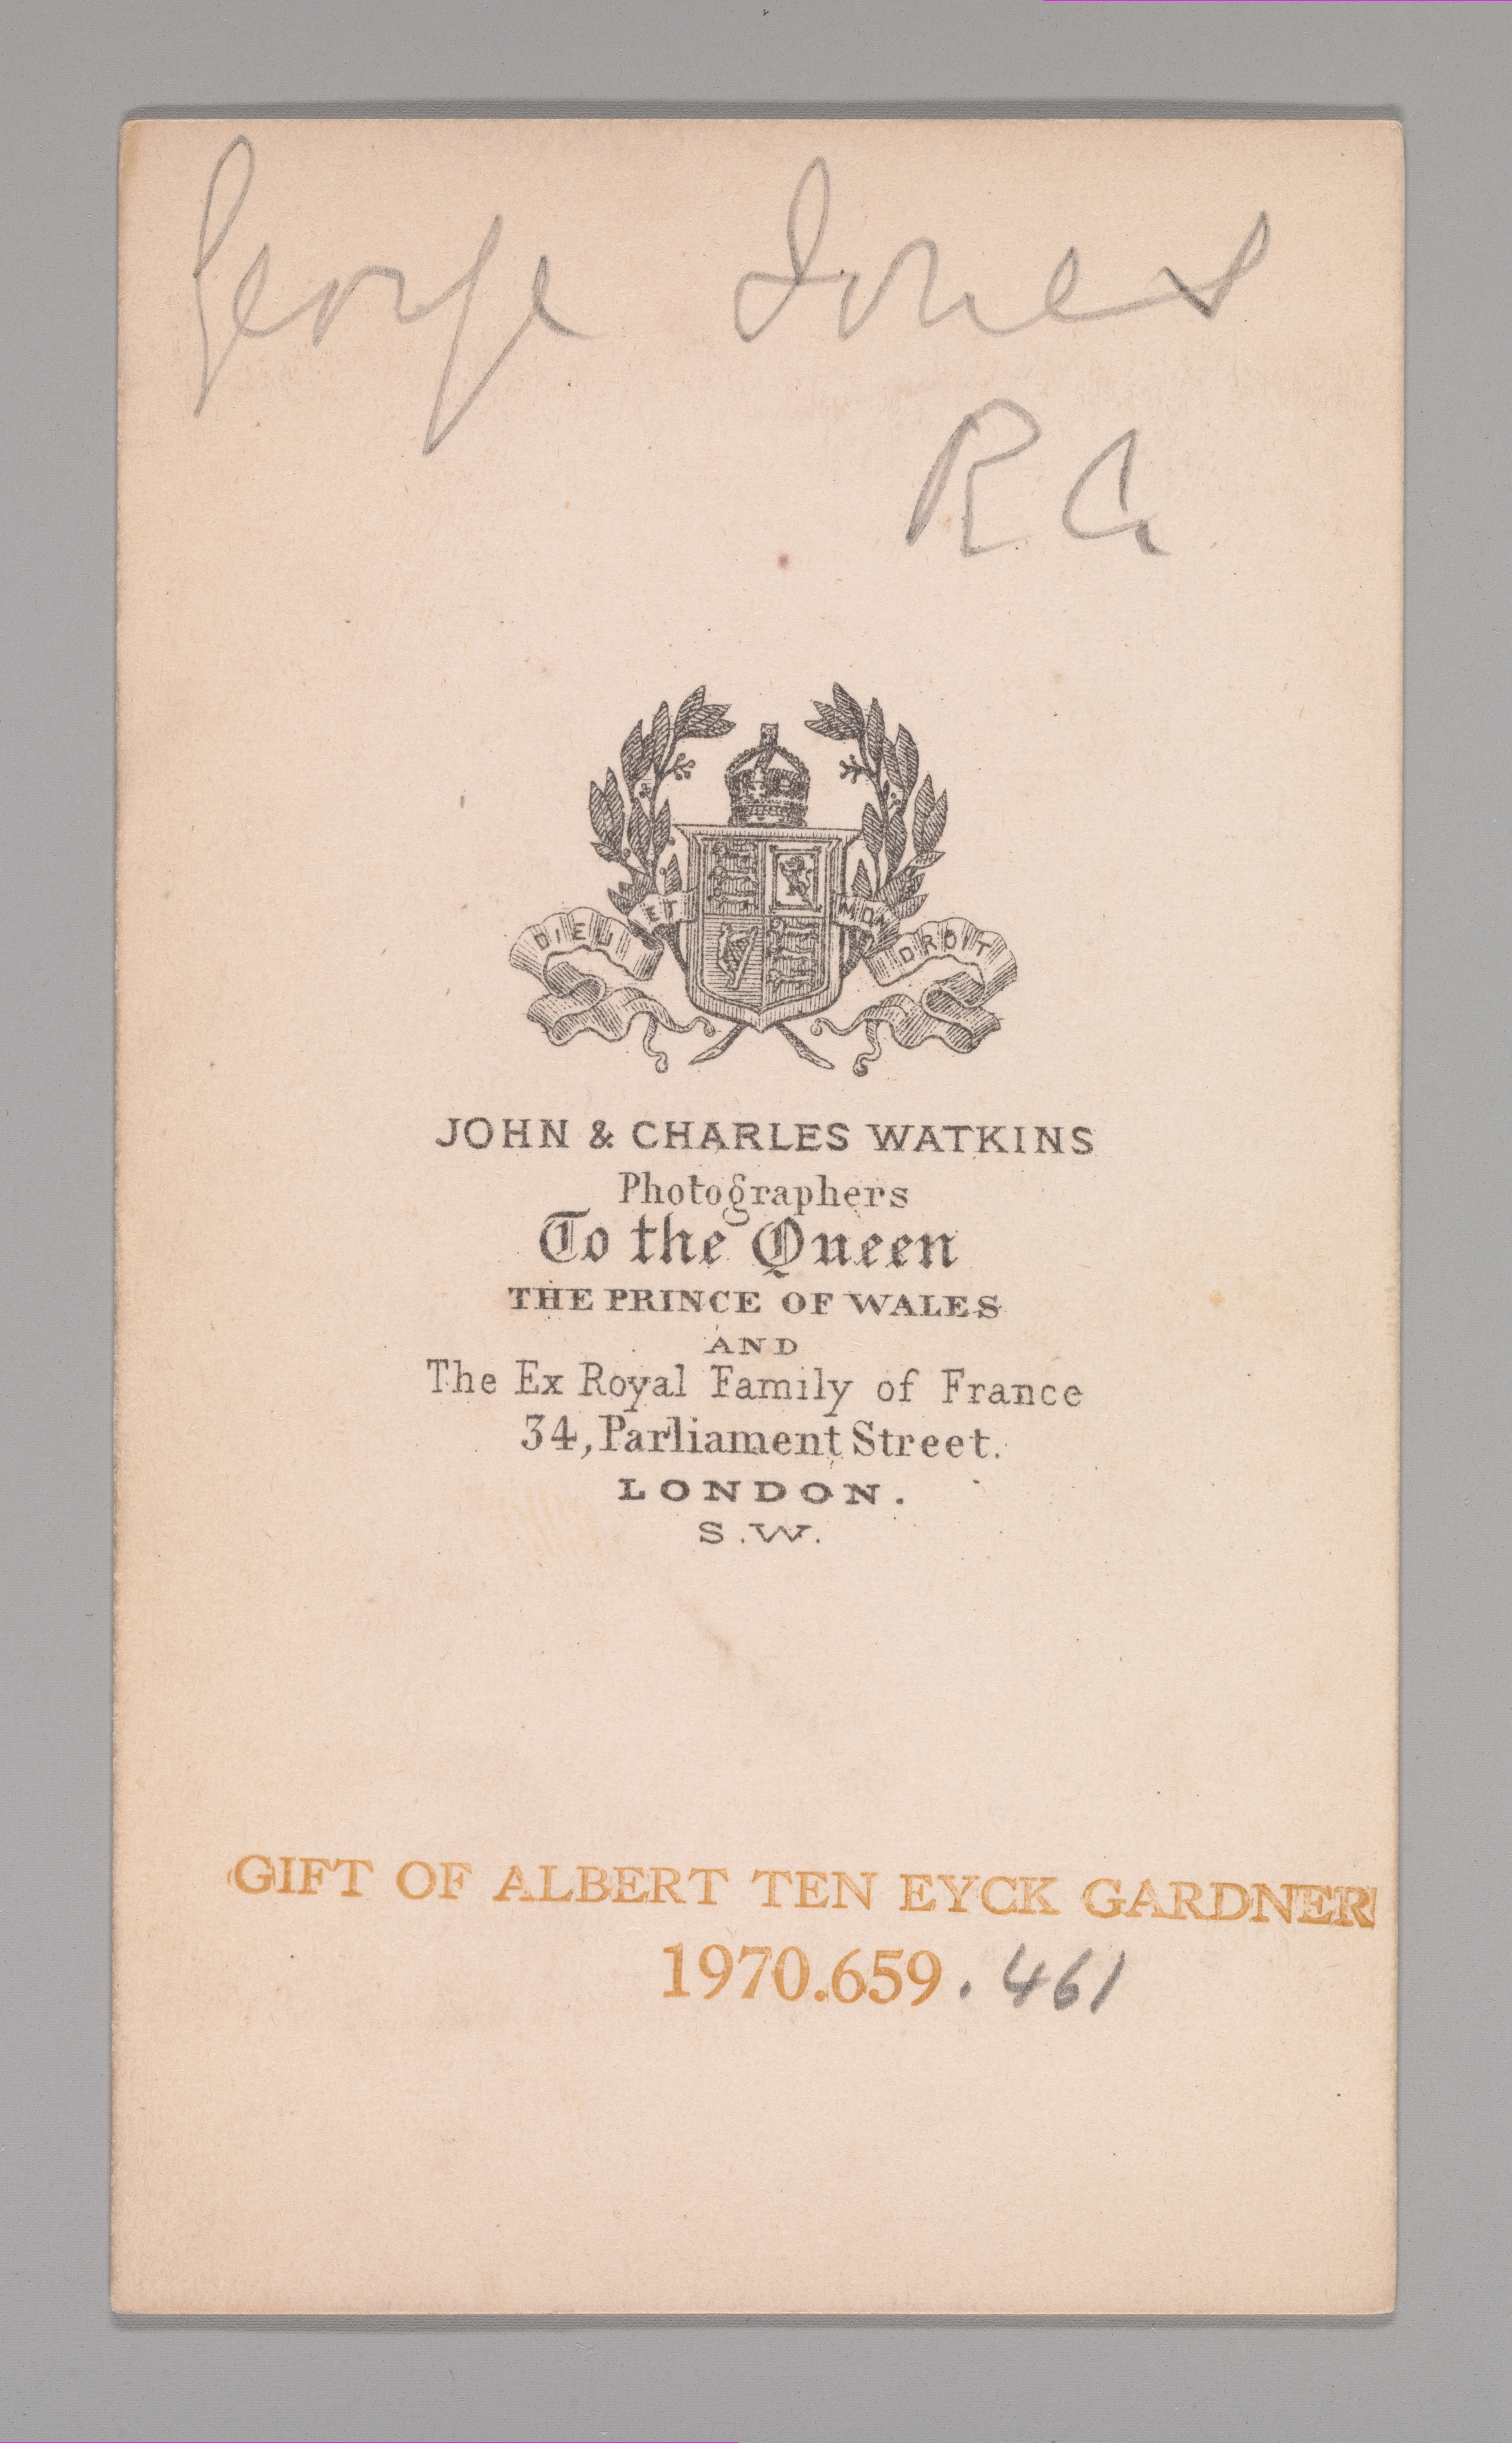 George Jones
RA
DIEU ET MON DROIT
JOHN & CHARLES WATKINS
Photographers
To the Queen
THE PRINCE OF WALES
AND
The Ex Royal Family of France
34, Parliament Street.
LONDON.
S.W.
GIFT OF ALBERT TEN EYCK GARDNER
1970.659.461